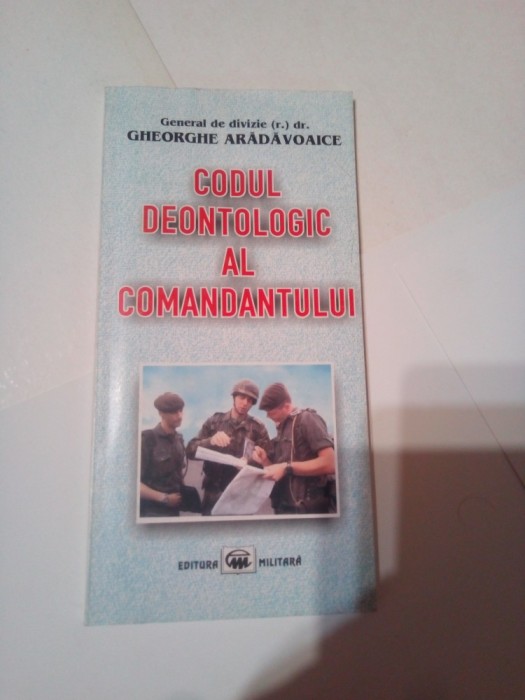 General de divizie (r.) dr.
GHEORGHE ARĂDĂVOAICE
CODUL
DEONTOLOGIC
AL
COMANDANTULUI
EDITURA MILITARĂ